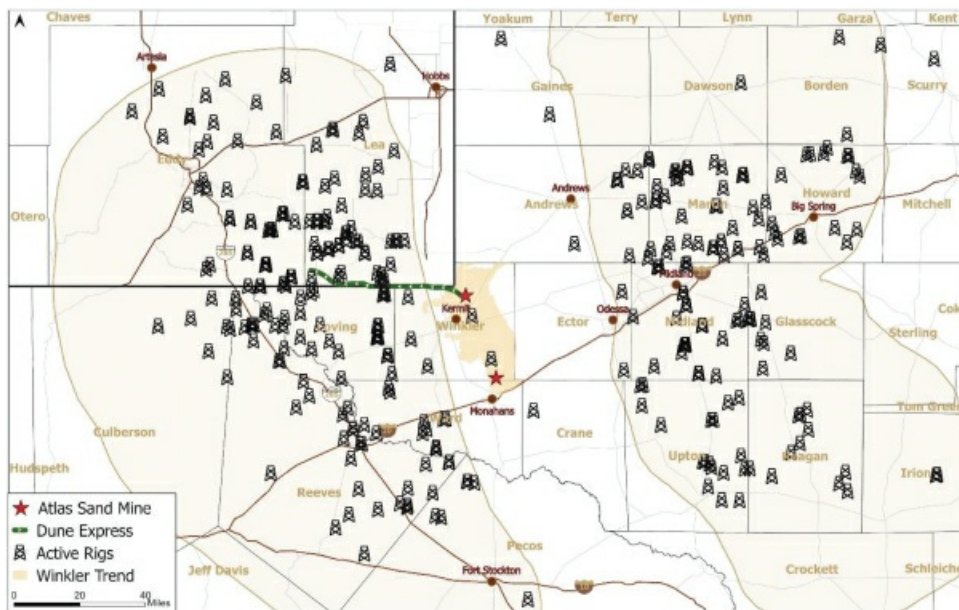 Chaves
Yoakum
Terry
Lynn
Garza
Kent
Artesia
Hobbs
Gaines
Dawson
Borden
Scurry
Eddy
Lea
Andrews
Andrews
Martin
Howard
Big Spring
Mitchell
Otero
Midland
Kermit
Winkler
Loving
Ector
Odessa
Midland
Glasscock
Sterling
Cok
Monahans
Ward
Crane
Tom Green
Culberson
Hudspeth
Upton
Reagan
Irion
Reeves
Pecos
Jeff Davis
Fort Stockton
Crockett
Schleicher
Atlas Sand Mine
Dune Express
Active Rigs
Winkler Trend
0 20 40
Miles